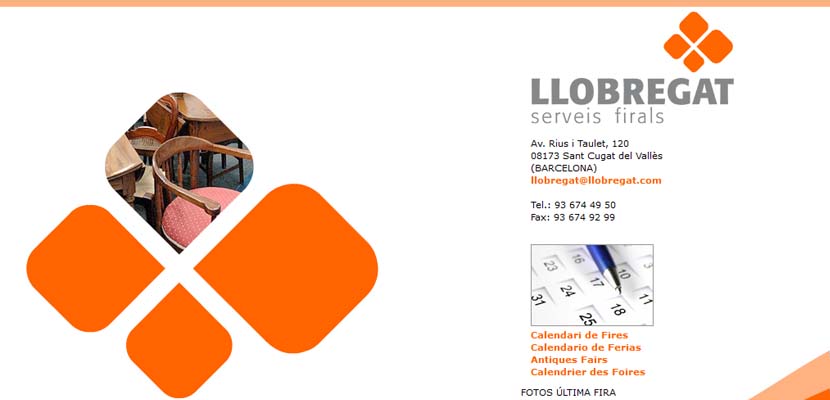 LLOBREGAT
serveis firals
Av. Rius i Taulet, 120
08173 Sant Cugat del Vallès
(BARCELONA)
llobregat@llobregat.com
Tel.: 93 674 49 50
Fax: 93 674 92 99
23
16
10
31
24
17
11
25
18
Calendari de Fires
Calendario de Ferias
Antiques Fairs
Calendrier des Foires
FOTOS ÚLTIMA FIRA